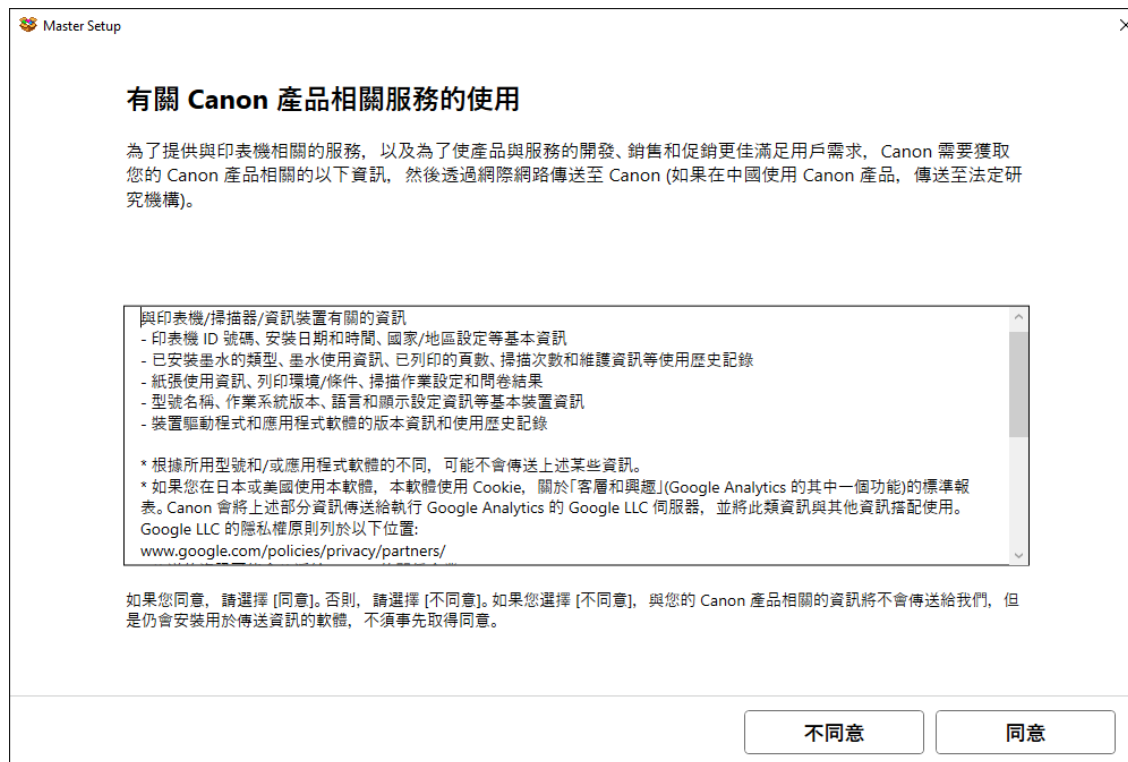 Master Setup
有關 Canon 產品相關服務的使用
為了提供與印表機相關的服務，以及為了使產品與服務的開發、銷售和促銷更佳滿足用戶需求，Canon 需要獲取
您的 Canon 產品相關的以下資訊，然後透過網際網路傳送至 Canon (如果在中國使用 Canon 產品，傳送至法定研
究機構)。
與印表機/掃描器/資訊裝置有關的資訊
- 印表機 ID 號碼、安裝日期和時間、國家/地區設定等基本資訊
- 已安裝墨水的類型、墨水使用資訊、已列印的頁數、掃描次數和維護資訊等使用歷史記錄
- 紙張使用資訊、列印環境/條件、掃描作業設定和問卷結果
- 型號名稱、作業系統版本、語言和顯示設定資訊等基本裝置資訊
- 裝置驅動程式和應用程式軟體的版本資訊和使用歷史記錄
* 根據所用型號和/或應用程式軟體的不同，可能不會傳送上述某些資訊。
* 如果您在日本或美國使用本軟體，本軟體使用 Cookie，關於「客層和興趣」(Google Analytics 的其中一個功能)的標準報
表。Canon 會將上述部分資訊傳送給執行 Google Analytics 的 Google LLC 伺服器，並將此類資訊與其他資訊搭配使用。
Google LLC 的隱私權原則列於以下位置:
www.google.com/policies/privacy/partners/
如果您同意，請選擇 [同意]。否則，請選擇 [不同意]。如果您選擇 [不同意]，與您的 Canon 產品相關的資訊將不會傳送給我們，但
是仍會安裝用於傳送資訊的軟體，不須事先取得同意。
不同意
同意